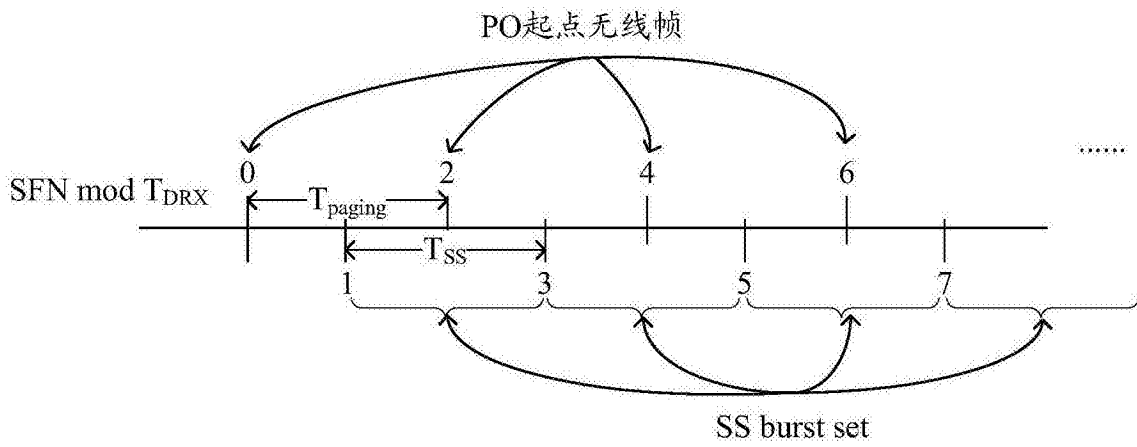 PO起点无线帧
0 2 4 6 ······
SFN mod TDRX
Tpaging
TSS
1 3 5 7
SS burst set